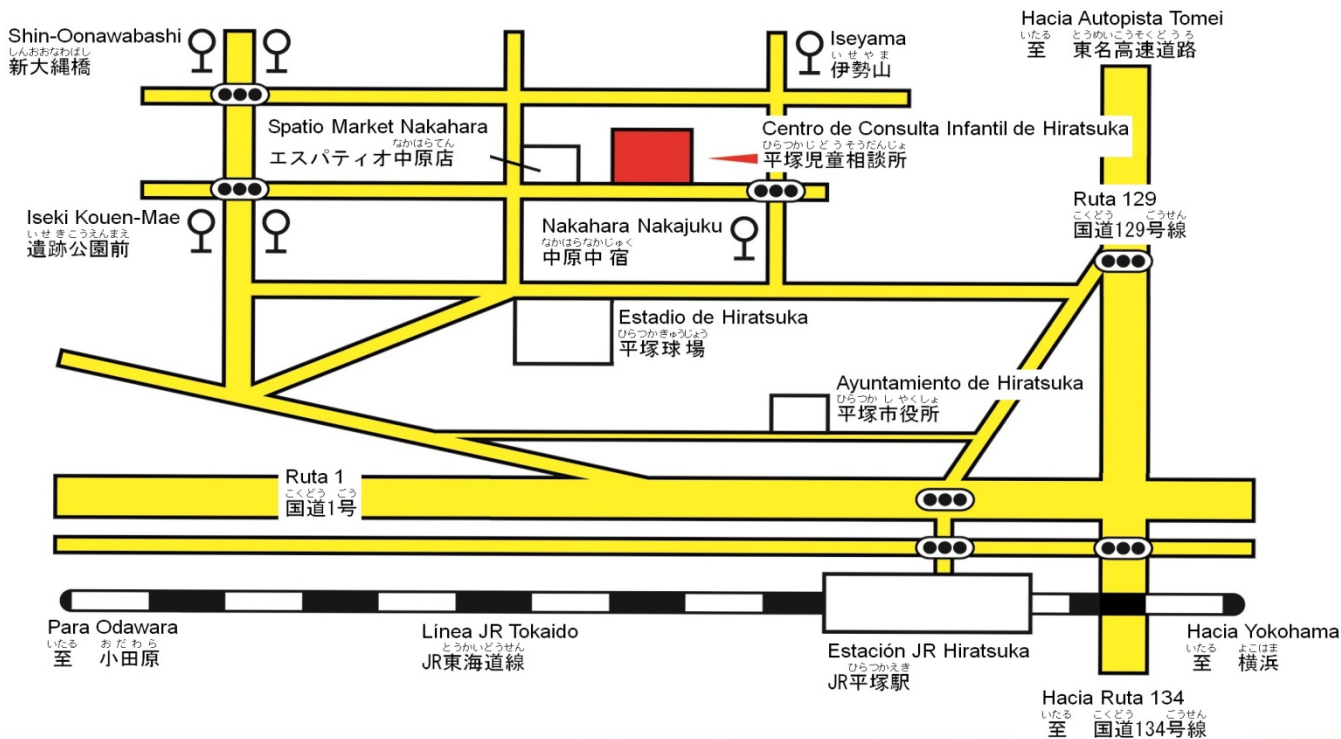 Shin-Oonawabashi
しんおおなわばし
新大縄橋
Iseyama
いせやま
伊勢山
Hacia Autopista Tomei
いたる とうめいこうそくどうろ
至 東名高速道路
Spatio Market Nakahara
なかはらてん
エスパティオ中原店
Centro de Consulta Infantil de Hiratsuka
ひらつかじどうそうだんじょ
平塚児童相談所
Iseki Kouen-Mae
いせきこうえんまえ
遺跡公園前
Nakahara Nakajuku
なかはらなかじゅく
中原中宿
Ruta 129
こくどう ごうせん
国道129号線
Estadio de Hiratsuka
ひらつかきゅうじょう
平塚球場
Ayuntamiento de Hiratsuka
ひらつかしやくしょ
平塚市役所
Ruta 1
こくどう ごう
国道1号
Para Odawara
いたる おだわら
至 小田原
Línea JR Tokaido
とうかいどうせん
JR東海道線
Estación JR Hiratsuka
ひらつかえき
JR平塚駅
Hacia Yokohama
いたる よこはま
至 横浜
Hacia Ruta 134
いたる こくどう ごうせん
至 国道134号線